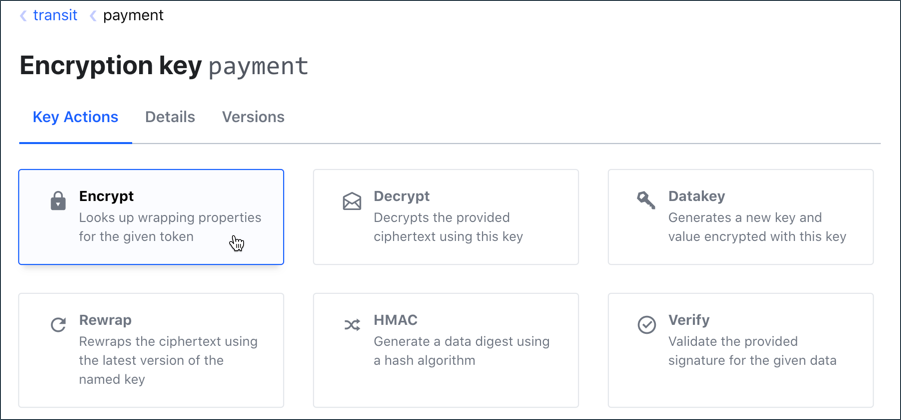 transit payment
Encryption key payment
Key Actions Details Versions
Encrypt
Looks up wrapping properties
for the given token
Decrypt
Decrypts the provided
ciphertext using this key
Datakey
Generates a new key and
value encrypted with this key
Rewrap
Rewraps the ciphertext using
the latest version of the
named key
HMAC
Generate a data digest using
a hash algorithm
Verify
Validate the provided
signature for the given data